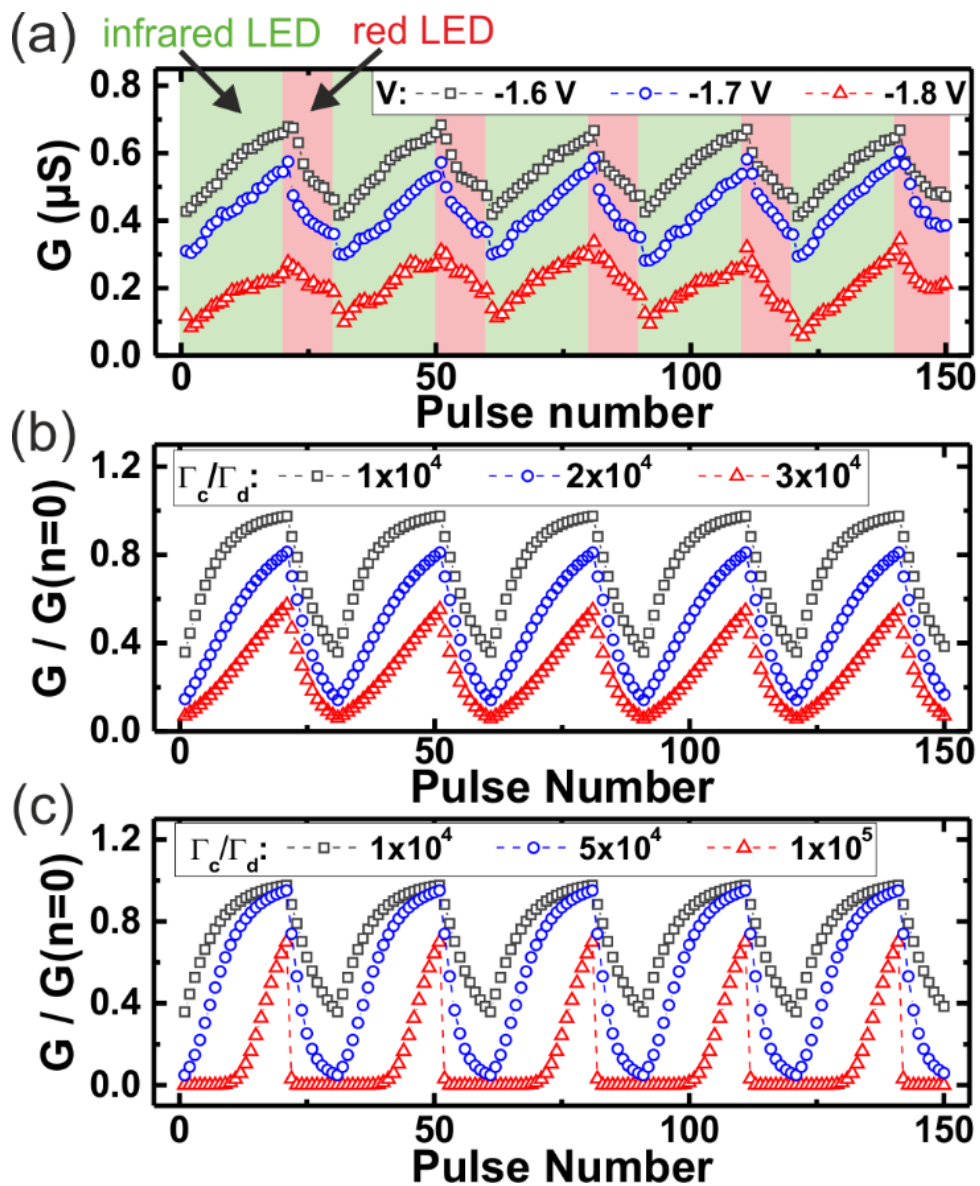 (a) infrared LED red LED
V: -1.6 V -1.7 V -1.8 V
0.8
0.6
0.4
0.2
0.0
G (µS)
0 50 100 150
Pulse number
(b)
Γc/Γd: 1x10⁴ 2x10⁴ 3x10⁴
1.2
0.8
0.4
0.0
G / G(n=0)
0 50 100 150
Pulse Number
(c)
Γc/Γd: 1x10⁴ 5x10⁴ 1x10⁵
1.2
0.8
0.4
0.0
G / G(n=0)
0 50 100 150
Pulse Number